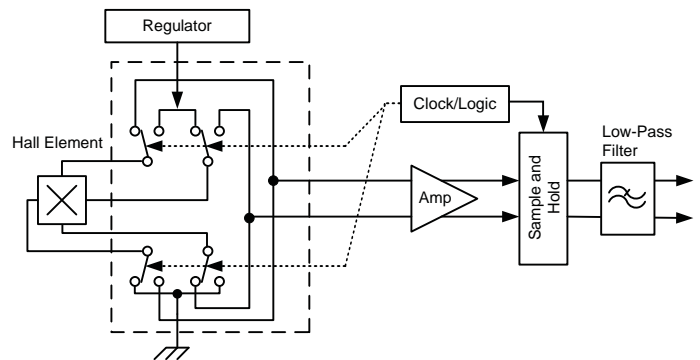 Regulator
Clock/Logic
Hall Element
Low-Pass
Filter
Amp
Sample and
Hold